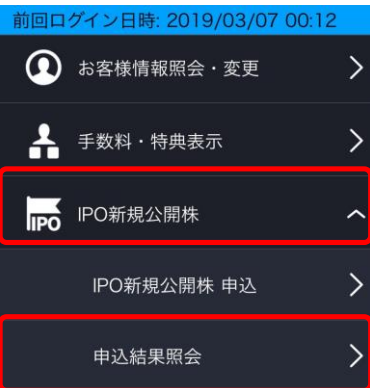 前回ログイン日時: 2019/03/07 00:12
お客様情報照会・変更
手数料・特典表示
IPO
IPO新規公開株
IPO新規公開株 申込
申込結果照会